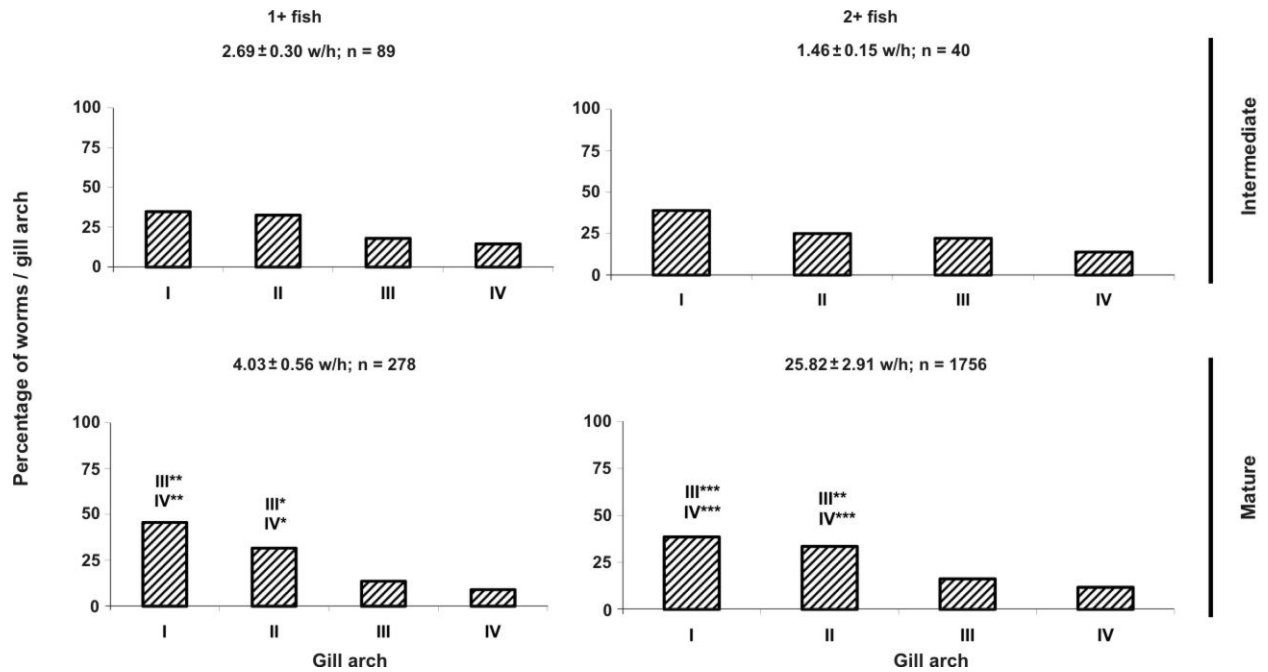 1+ fish
2.69 ± 0.30 w/h; n = 89
100
75
50
25
0
I II III IV
2+ fish
1.46 ± 0.15 w/h; n = 40
100
75
50
25
0
I II III IV
Intermediate
Percentage of worms / gill arch
4.03 ± 0.56 w/h; n = 278
100
75
50
25
0
III**
IV**
III*
IV*
I II III IV
Gill arch
25.82 ± 2.91 w/h; n = 1756
100
75
50
25
0
III***
IV***
III**
IV***
I II III IV
Gill arch
Mature